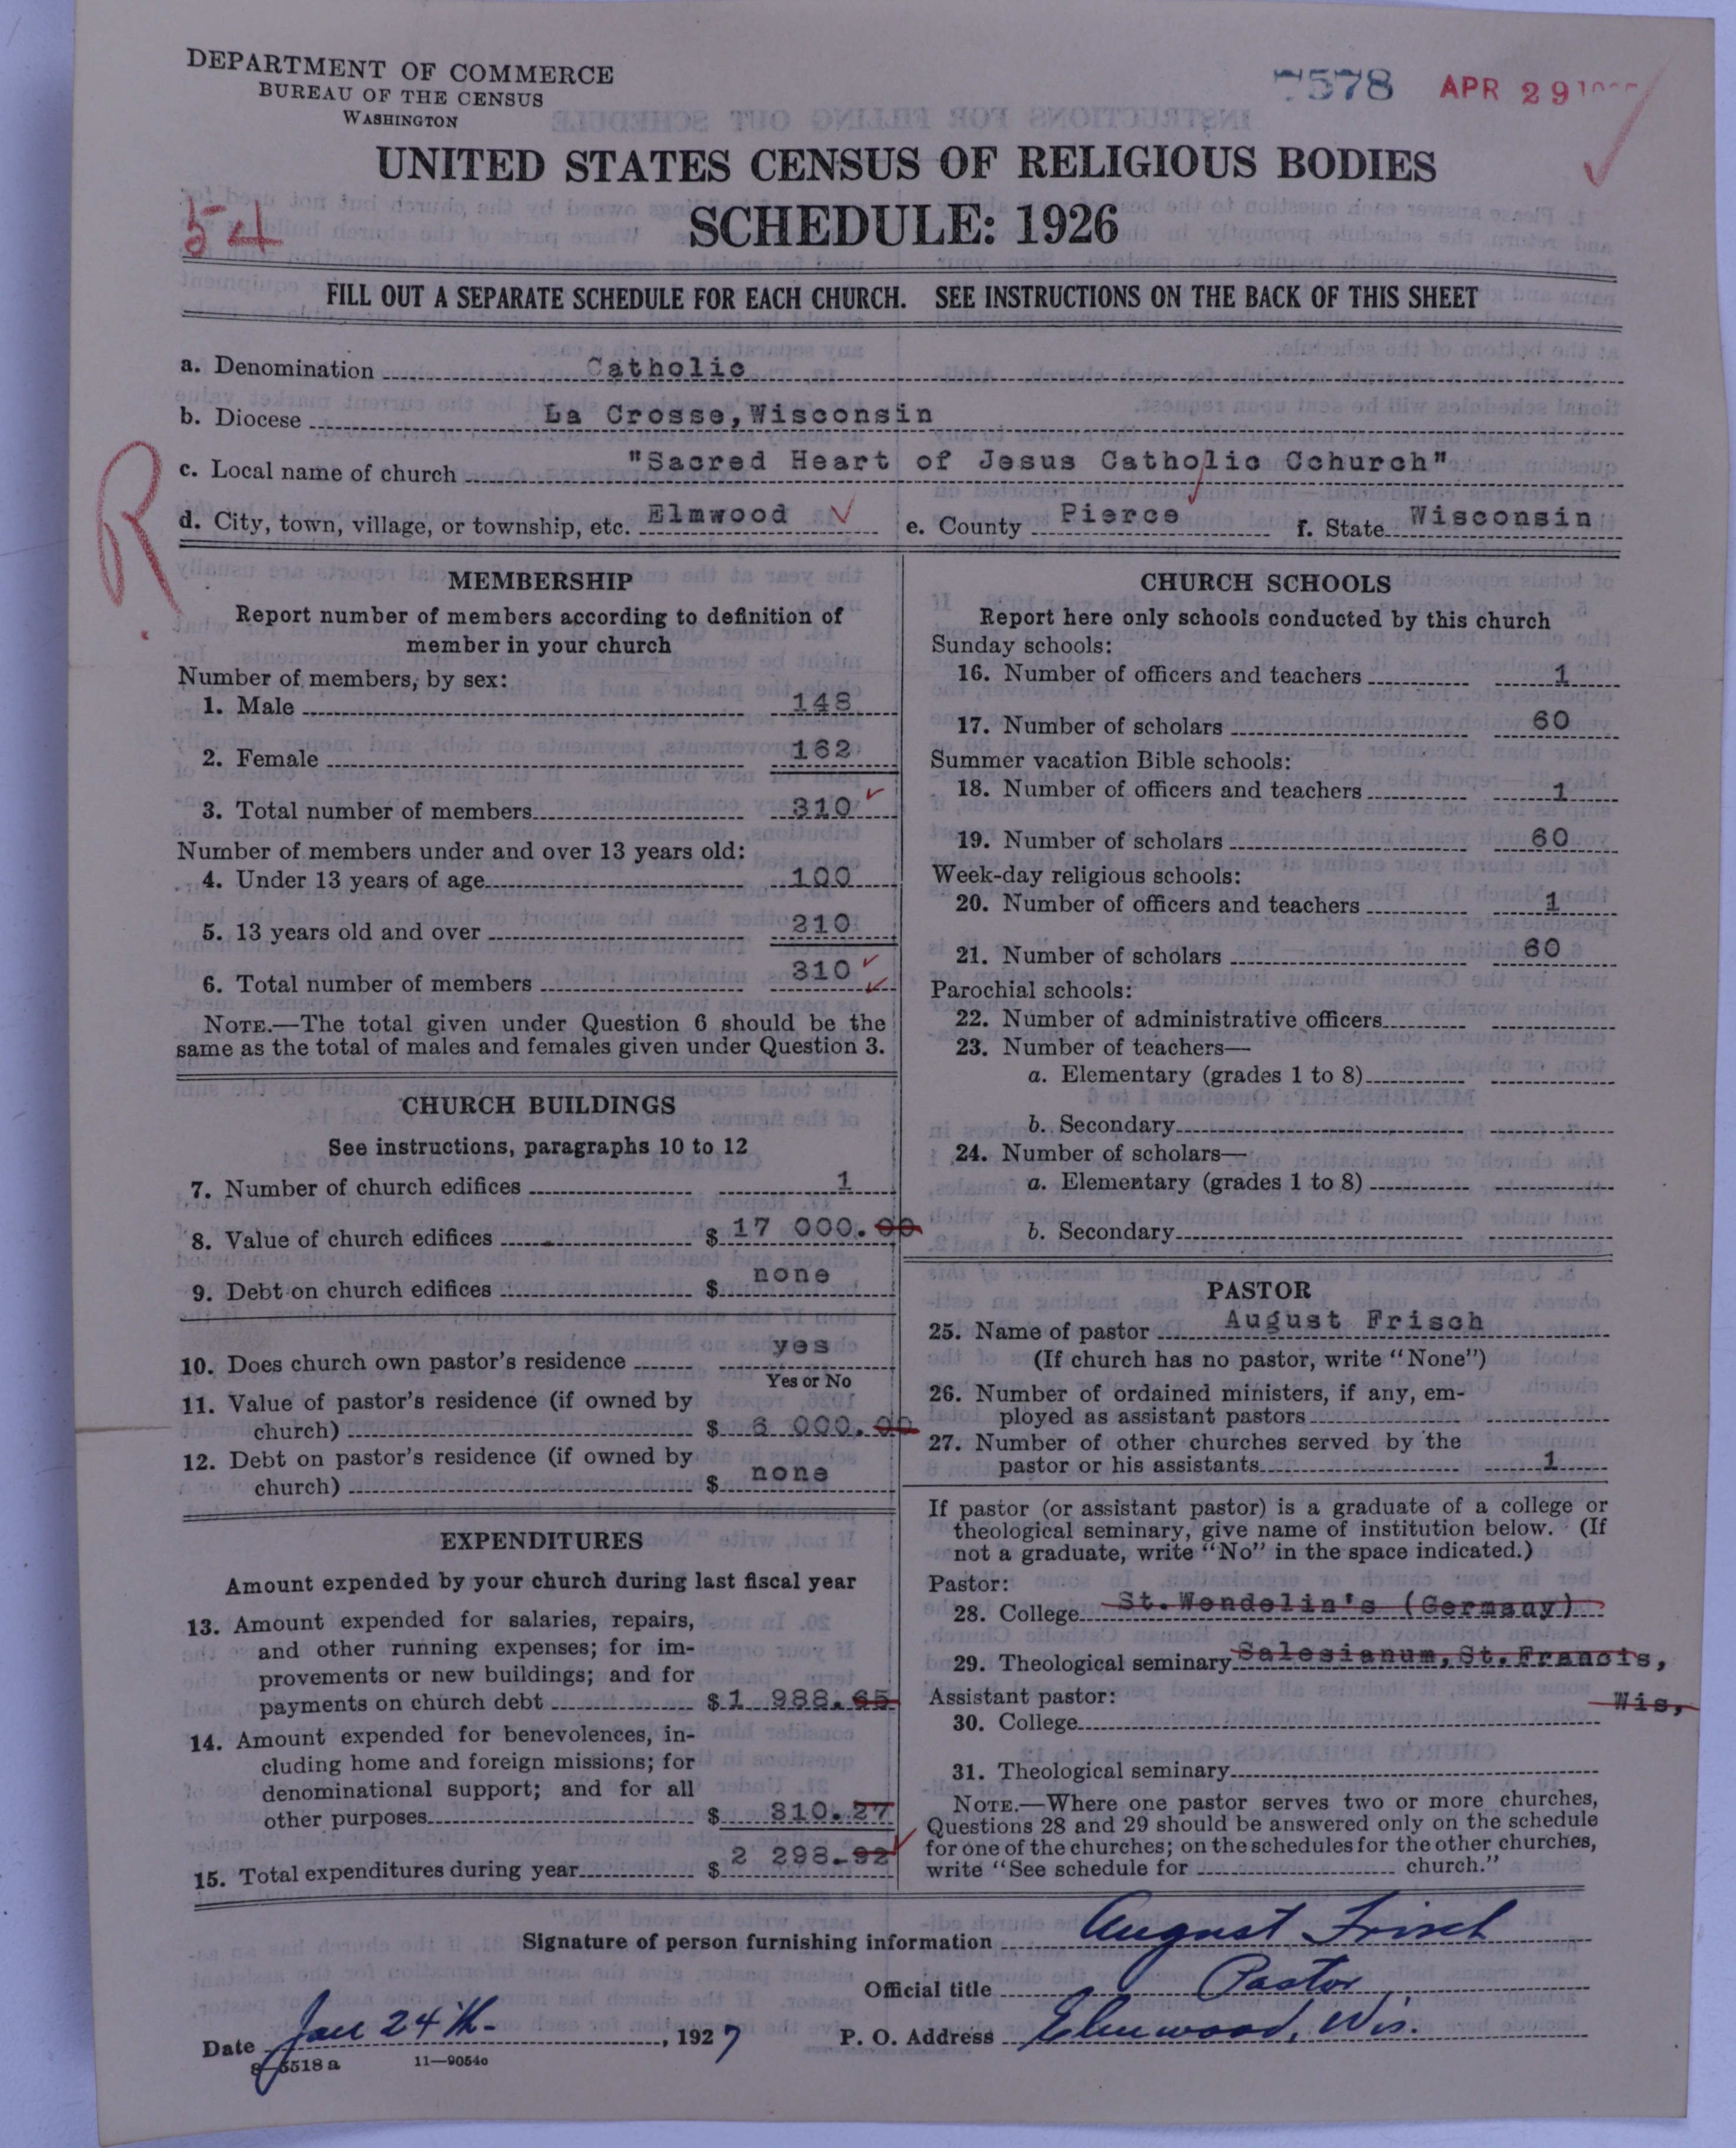 DEPARTMENT OF COMMERCE
BUREAU OF THE CENSUS
WASHINGTON
7578 APR 29
UNITED STATES CENSUS OF RELIGIOUS BODIES
SCHEDULE: 1926
54
FILL OUT A SEPARATE SCHEDULE FOR EACH CHURCH. SEE INSTRUCTIONS ON THE BACK OF THIS SHEET
a. Denomination Catholic
b. Diocese La Crosse, Wisconsin
c. Local name of church "Sacred Heart of Jesus Catholic Cchurch"
d. City, town, village, or township, etc. Elmwood e. County Pierce f. State Wisconsin
R
MEMBERSHIP
Report number of members according to definition of
member in your church
Number of members, by sex:
1. Male 148
2. Female 162
3. Total number of members 310
Number of members under and over 13 years old:
4. Under 13 years of age 100
5. 13 years old and over 210
6. Total number of members 310
NOTE.—The total given under Question 6 should be the
same as the total of males and females given under Question 3.
CHURCH BUILDINGS
See instructions, paragraphs 10 to 12
7. Number of church edifices 1
8. Value of church edifices $ 17 000.00
9. Debt on church edifices $ none
10. Does church own pastor's residence yes
Yes or No
11. Value of pastor's residence (if owned by
church) $ 6 000.00
12. Debt on pastor's residence (if owned by
church) $ none
EXPENDITURES
Amount expended by your church during last fiscal year
13. Amount expended for salaries, repairs,
and other running expenses; for im-
provements or new buildings; and for
payments on church debt $ 1 988.65
14. Amount expended for benevolences, in-
cluding home and foreign missions; for
denominational support; and for all
other purposes $ 310.27
15. Total expenditures during year $ 2 298.92
CHURCH SCHOOLS
Report here only schools conducted by this church
Sunday schools:
16. Number of officers and teachers 1
17. Number of scholars 60
Summer vacation Bible schools:
18. Number of officers and teachers 1
19. Number of scholars 60
Week-day religious schools:
20. Number of officers and teachers 1
21. Number of scholars 60
Parochial schools:
22. Number of administrative officers
23. Number of teachers—
a. Elementary (grades 1 to 8)
b. Secondary
24. Number of scholars—
a. Elementary (grades 1 to 8)
b. Secondary
PASTOR
25. Name of pastor August Frisch
(If church has no pastor, write "None")
26. Number of ordained ministers, if any, em-
ployed as assistant pastors
27. Number of other churches served by the
pastor or his assistants 1
If pastor (or assistant pastor) is a graduate of a college or
theological seminary, give name of institution below. (If
not a graduate, write "No" in the space indicated.)
Pastor:
28. College St. Wendelin's (Germany)
29. Theological seminary Salesianum, St. Francis,
Wis,
Assistant pastor:
30. College
31. Theological seminary
NOTE.—Where one pastor serves two or more churches,
Questions 28 and 29 should be answered only on the schedule
for one of the churches; on the schedules for the other churches,
write "See schedule for church."
Signature of person furnishing information August Frisch
Official title Pastor
Date Jan 24th , 1927 P. O. Address Elmwood, Wis.
8-5518 a 11—9054o